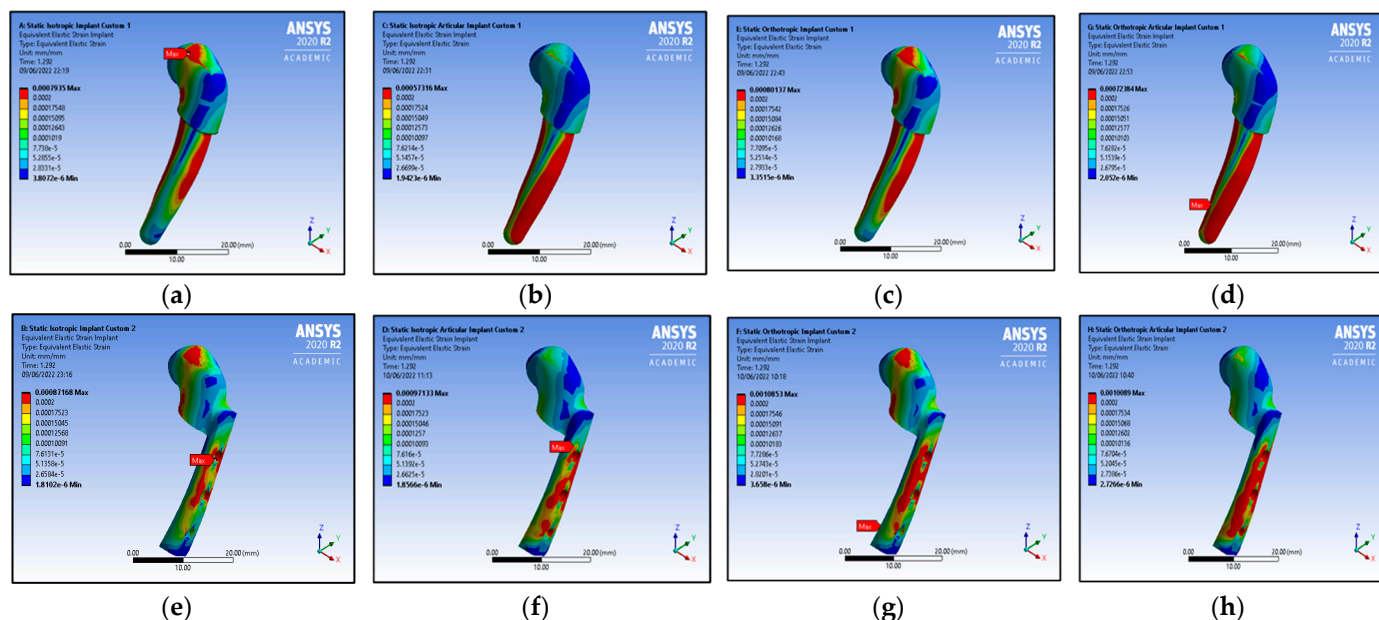 A: Static Isotropic Implant Custom 1
Equivalent Elastic Strain Implant
Type: Equivalent Elastic Strain
Unit: mm/mm
Time: 1.292
09/06/2022 22:19
ANSYS
2020 R2
ACADEMIC
Max
0.0007935 Max
0.0002
0.00017548
0.00015095
0.00012643
0.0001019
7.738e-5
5.2855e-5
2.8331e-5
3.8072e-6 Min
0.00
20.00 (mm)
10.00
Z
Y
X
(a)
C: Static Isotropic Articular Implant Custom 1
Equivalent Elastic Strain Implant
Type: Equivalent Elastic Strain
Unit: mm/mm
Time: 1.292
09/06/2022 22:31
ANSYS
2020 R2
ACADEMIC
0.00057316 Max
0.0002
0.00017524
0.00015049
0.00012573
0.00010097
7.6214e-5
5.1457e-5
2.6699e-5
1.9423e-6 Min
0.00
20.00 (mm)
10.00
Z
Y
X
(b)
E: Static Orthotropic Implant Custom 1
Equivalent Elastic Strain Implant
Type: Equivalent Elastic Strain
Unit: mm/mm
Time: 1.292
09/06/2022 22:43
ANSYS
2020 R2
ACADEMIC
0.00080137 Max
0.0002
0.00017542
0.00015084
0.00012626
0.00010168
7.7095e-5
5.2514e-5
2.7933e-5
3.3515e-6 Min
0.00
20.00 (mm)
10.00
Z
Y
X
(c)
G: Static Orthotropic Articular Implant Custom 1
Equivalent Elastic Strain Implant
Type: Equivalent Elastic Strain
Unit: mm/mm
Time: 1.292
09/06/2022 22:53
ANSYS
2020 R2
ACADEMIC
0.00072384 Max
0.0002
0.00017526
0.00015051
0.00012577
0.00010103
7.6282e-5
5.1539e-5
2.6795e-5
2.052e-6 Min
Max
0.00
20.00 (mm)
10.00
Z
Y
X
(d)
B: Static Isotropic Implant Custom 2
Equivalent Elastic Strain Implant
Type: Equivalent Elastic Strain
Unit: mm/mm
Time: 1.292
09/06/2022 23:16
ANSYS
2020 R2
ACADEMIC
0.00087168 Max
0.0002
0.00017523
0.00015045
0.00012568
0.00010091
7.6131e-5
5.1358e-5
2.6584e-5
1.8102e-6 Min
Max
0.00
20.00 (mm)
10.00
Z
Y
X
(e)
D: Static Isotropic Articular Implant Custom 2
Equivalent Elastic Strain Implant
Type: Equivalent Elastic Strain
Unit: mm/mm
Time: 1.292
10/06/2022 11:13
ANSYS
2020 R2
ACADEMIC
0.00097133 Max
0.0002
0.00017523
0.00015046
0.0001257
0.00010093
7.616e-5
5.1392e-5
2.6625e-5
1.8566e-6 Min
Max
0.00
20.00 (mm)
10.00
Z
Y
X
(f)
F: Static Orthotropic Implant Custom 2
Equivalent Elastic Strain Implant
Type: Equivalent Elastic Strain
Unit: mm/mm
Time: 1.292
10/06/2022 10:18
ANSYS
2020 R2
ACADEMIC
0.0010853 Max
0.0002
0.00017546
0.00015091
0.00012637
0.00010183
7.7286e-5
5.2743e-5
2.8201e-5
3.658e-6 Min
Max
0.00
20.00 (mm)
10.00
Z
Y
X
(g)
H: Static Orthotropic Articular Implant Custom 2
Equivalent Elastic Strain Implant
Type: Equivalent Elastic Strain
Unit: mm/mm
Time: 1.292
10/06/2022 10:40
ANSYS
2020 R2
ACADEMIC
0.0010089 Max
0.0002
0.00017534
0.00015068
0.00012602
0.00010136
7.6704e-5
5.2045e-5
2.7386e-5
2.7266e-6 Min
0.00
20.00 (mm)
10.00
Z
Y
X
(h)